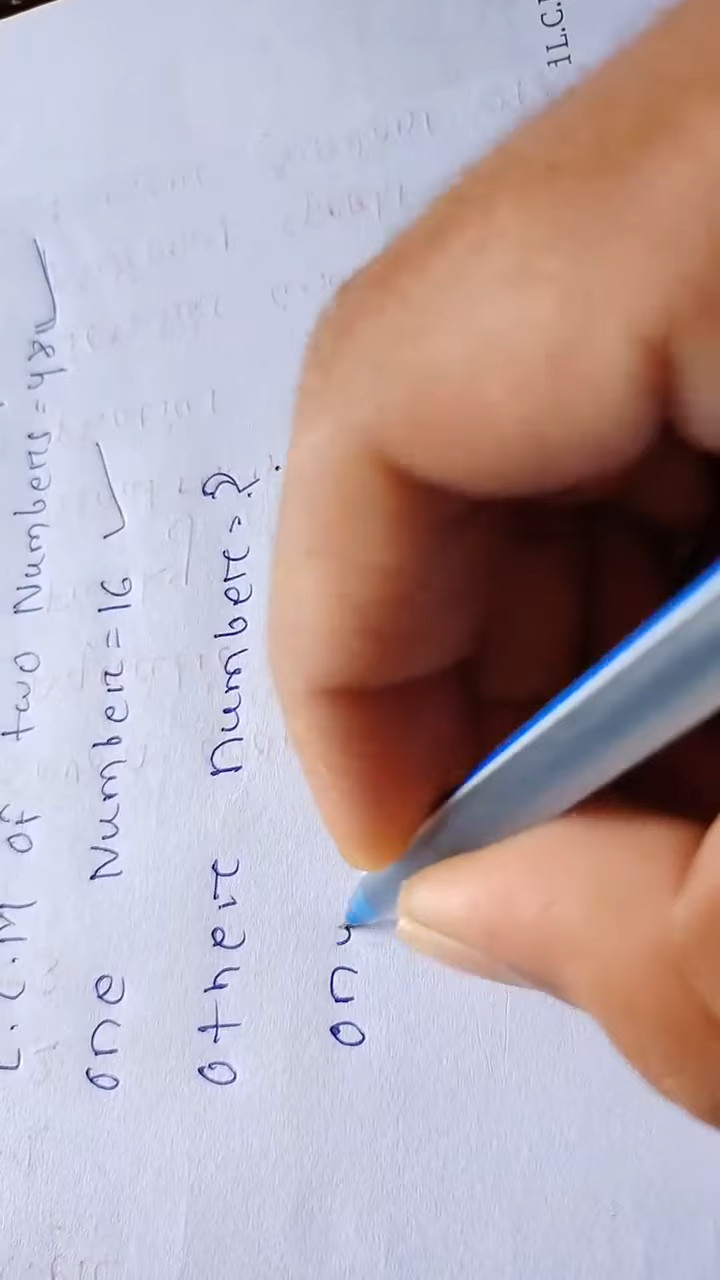 L.C.M of two Numbers = 48
one Number = 16
other number = ?
on